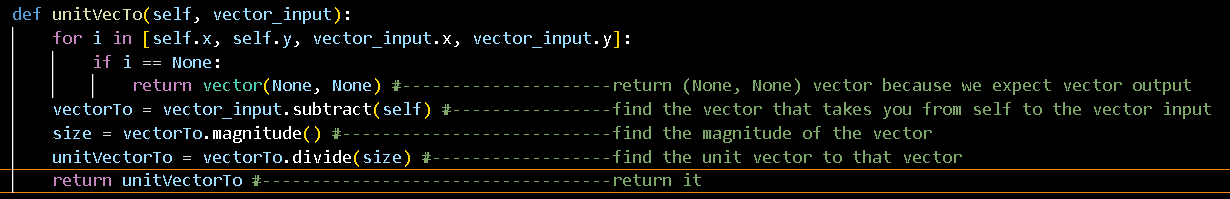 def unitVecTo(self, vector_input):
    for i in [self.x, self.y, vector_input.x, vector_input.y]:
        if i == None:
            return vector(None, None) #---------------------return (None, None) vector because we expect vector output
    vectorTo = vector_input.subtract(self) #----------------find the vector that takes you from self to the vector input
    size = vectorTo.magnitude() #---------------------------find the magnitude of the vector
    unitVectorTo = vectorTo.divide(size) #------------------find the unit vector to that vector
    return unitVectorTo #-----------------------------------return it